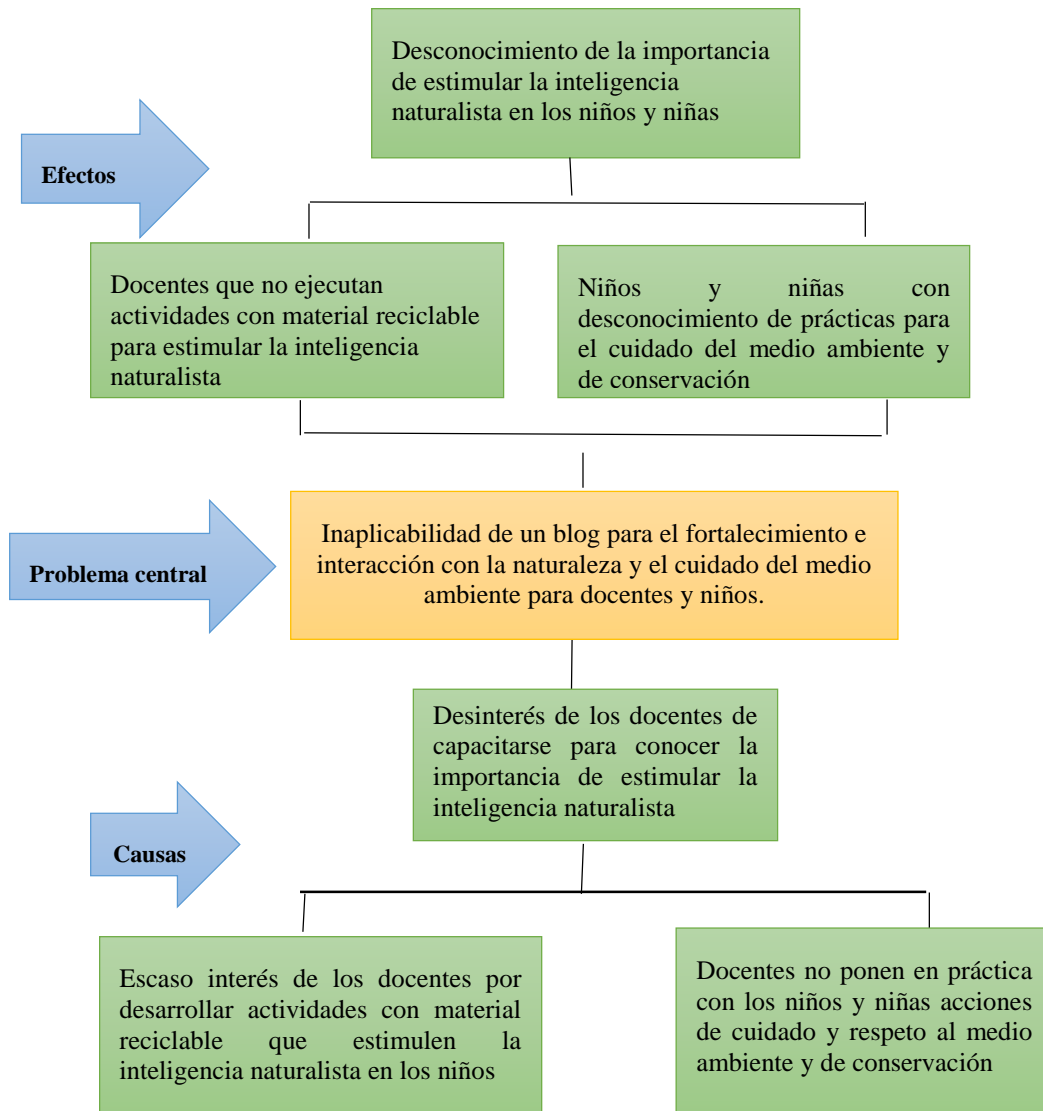 Desconocimiento de la importancia
de estimular la inteligencia
naturalista en los niños y niñas
Efectos
Docentes que no ejecutan
actividades con material reciclable
para estimular la inteligencia
naturalista
Niños y niñas con
desconocimiento de prácticas para
el cuidado del medio ambiente y
de conservación
Problema central
Inaplicabilidad de un blog para el fortalecimiento e
interacción con la naturaleza y el cuidado del medio
ambiente para docentes y niños.
Desinterés de los docentes de
capacitarse para conocer la
importancia de estimular la
inteligencia naturalista
Causas
Escaso interés de los docentes por
desarrollar actividades con material
reciclable que estimulen la
inteligencia naturalista en los niños
Docentes no ponen en práctica
con los niños y niñas acciones
de cuidado y respeto al medio
ambiente y de conservación